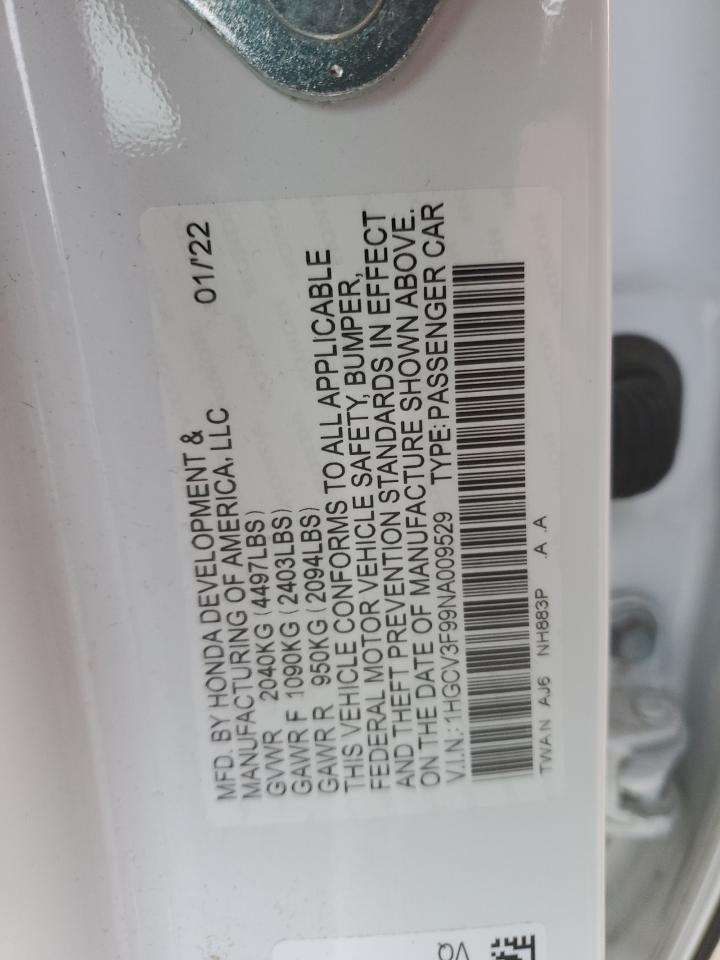 MFD. BY HONDA DEVELOPMENT & 01/'22
MANUFACTURING OF AMERICA, LLC
GVWR 2040KG (4497LBS)
GAWR F 1090KG (2403LBS)
GAWR R 950KG (2094LBS)
THIS VEHICLE CONFORMS TO ALL APPLICABLE
FEDERAL MOTOR VEHICLE SAFETY, BUMPER,
AND THEFT PREVENTION STANDARDS IN EFFECT
ON THE DATE OF MANUFACTURE SHOWN ABOVE.
V.I.N.: 1HGCV3F99NA009529 TYPE: PASSENGER CAR
TWAN AJ6 NH883P .A .A